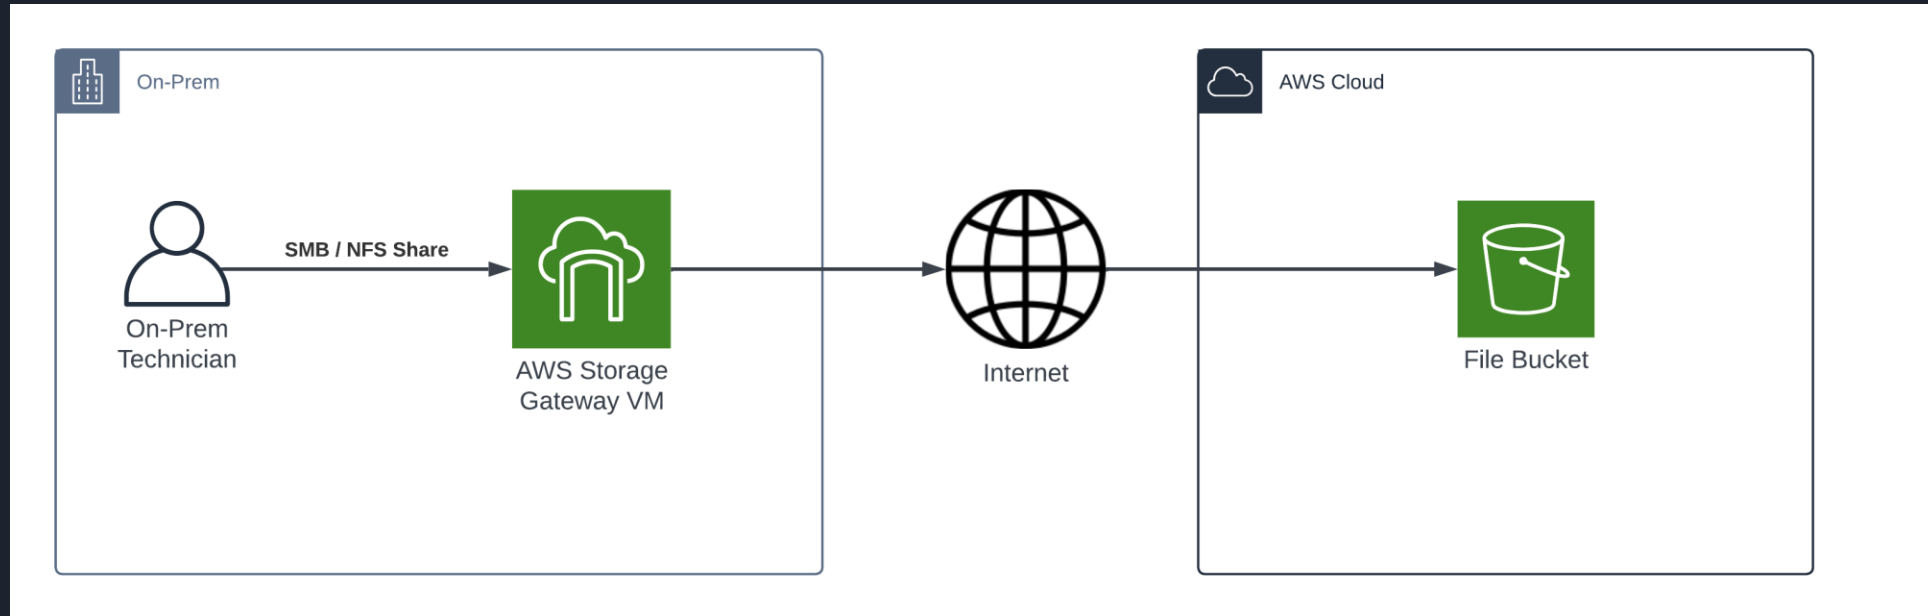 On-Prem
AWS Cloud
SMB / NFS Share
On-Prem
Technician
AWS Storage
Gateway VM
Internet
File Bucket